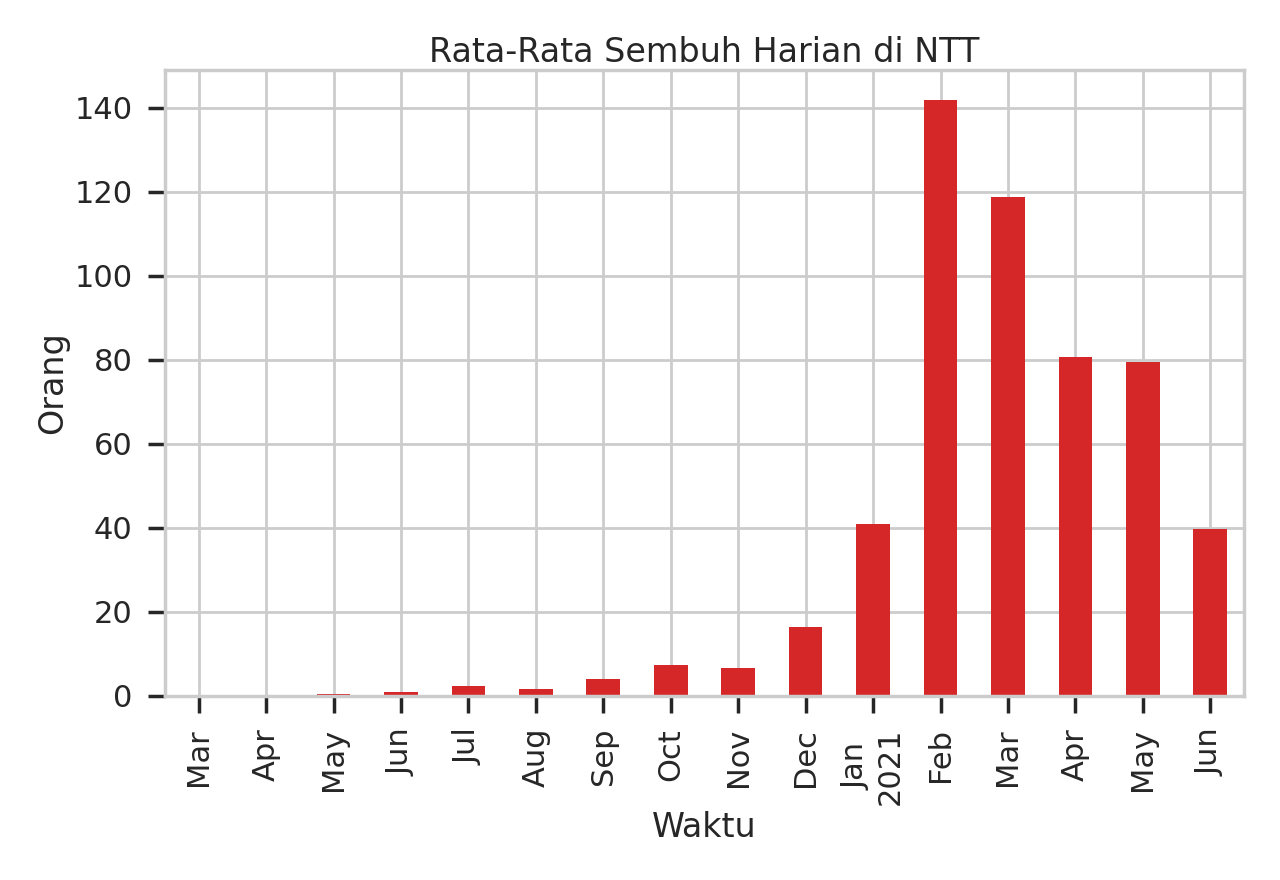 Rata-Rata Sembuh Harian di NTT
140
120
100
80
60
40
20
0
Orang
Mar
Apr
May
Jun
Jul
Aug
Sep
Oct
Nov
Dec
Jan
2021
Feb
Mar
Apr
May
Jun
Waktu